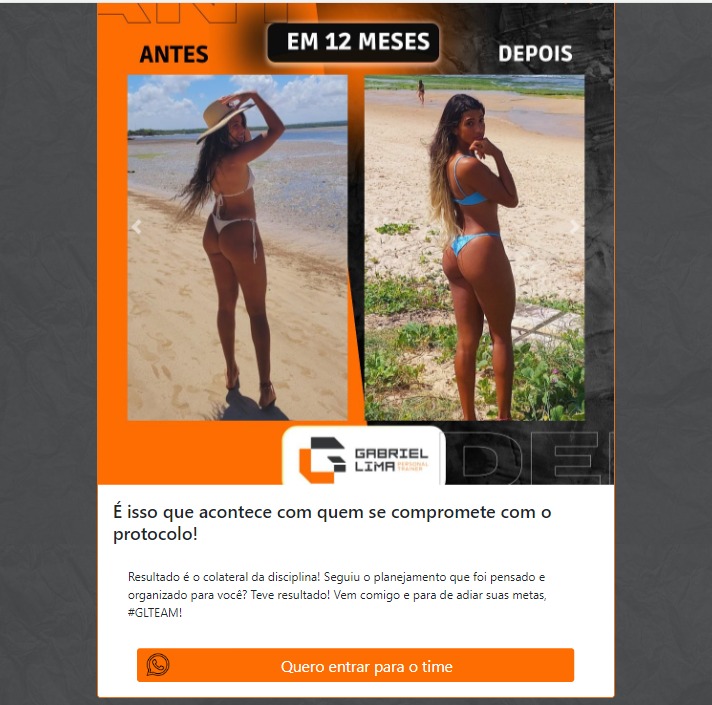 ANTI
EM 12 MESES
ANTES
DEPOIS
GABRIEL
LIMA PERSONAL
TRAINER
DE
É isso que acontece com quem se compromete com o
protocolo!
Resultado é o colateral da disciplina! Seguiu o planejamento que foi pensado e
organizado para você? Teve resultado! Vem comigo e para de adiar suas metas,
#GLTEAM!
Quero entrar para o time